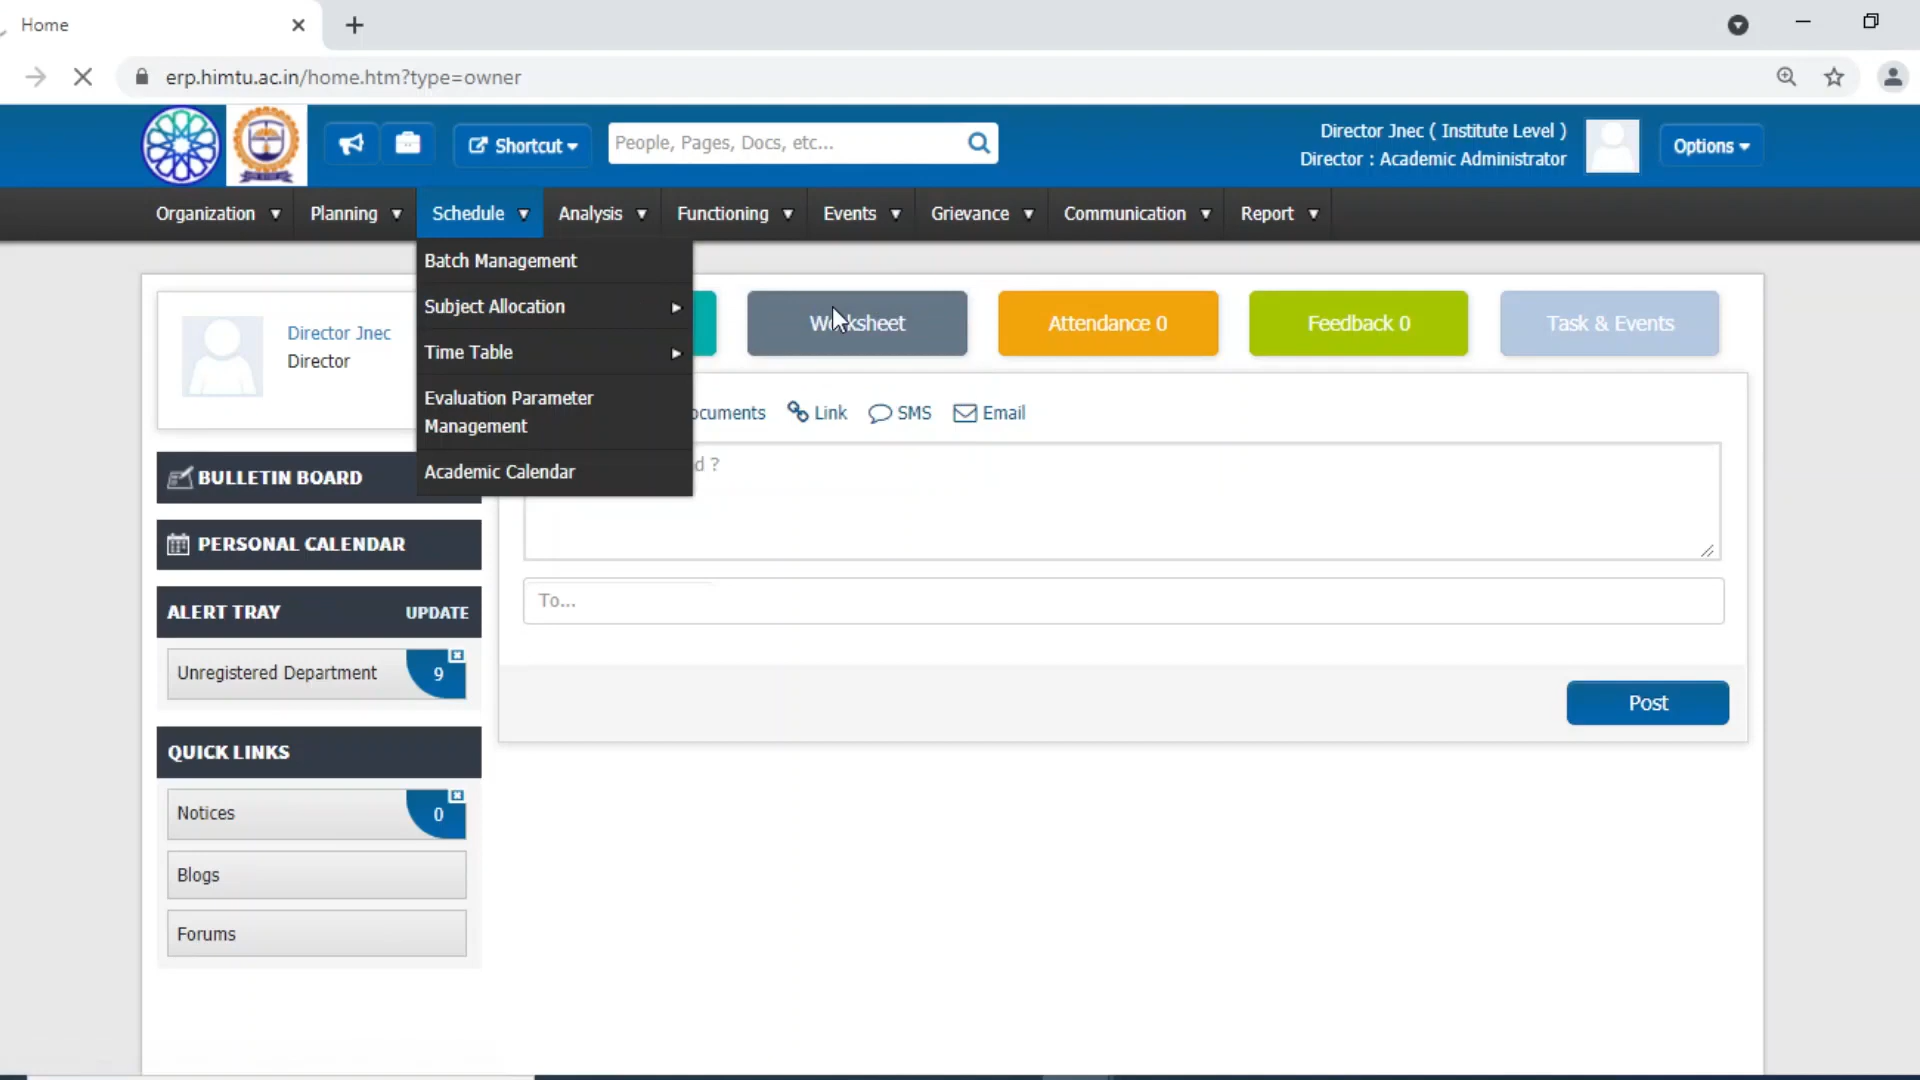 Home
erp.himtu.ac.in/home.htm?type=owner
Shortcut
People, Pages, Docs, etc...
Director Jnec ( Institute Level )
Director : Academic Administrator
Options
Organization
Planning
Schedule
Analysis
Functioning
Events
Grievance
Communication
Report
Batch Management
Subject Allocation
Time Table
Evaluation Parameter
Management
Academic Calendar
Director Jnec
Director
Worksheet
Attendance 0
Feedback 0
Task & Events
ocuments
Link
SMS
Email
d ?
To...
Post
BULLETIN BOARD
PERSONAL CALENDAR
ALERT TRAY
UPDATE
Unregistered Department
9
QUICK LINKS
Notices
0
Blogs
Forums